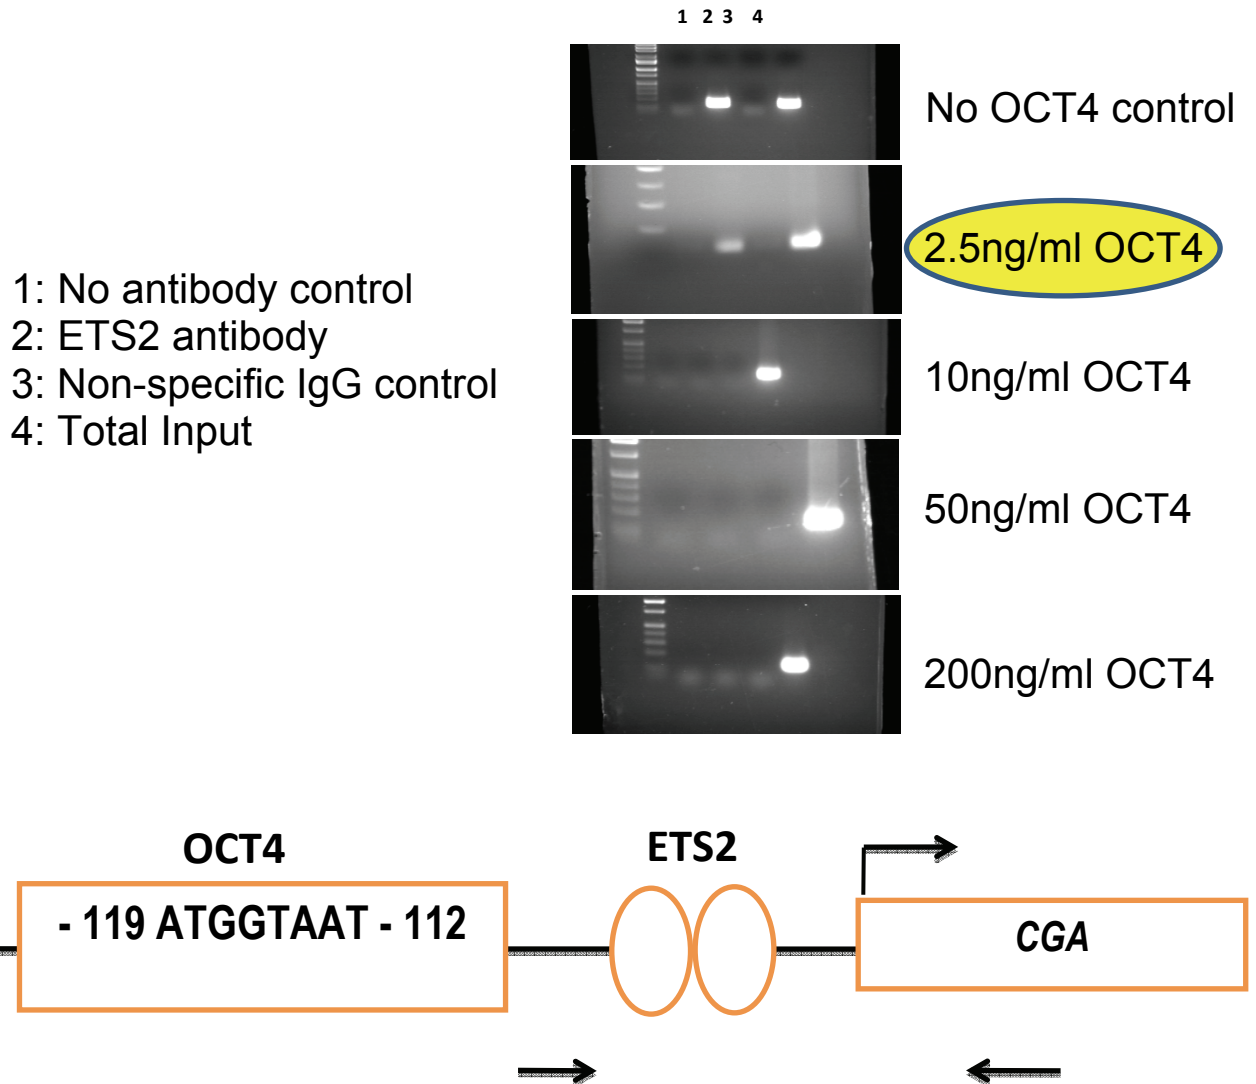 1 2 3 4
No OCT4 control
2.5ng/ml OCT4
1: No antibody control
2: ETS2 antibody
3: Non-specific IgG control
4: Total Input
10ng/ml OCT4
50ng/ml OCT4
200ng/ml OCT4
OCT4
ETS2
- 119 ATGGTAAT - 112
CGA